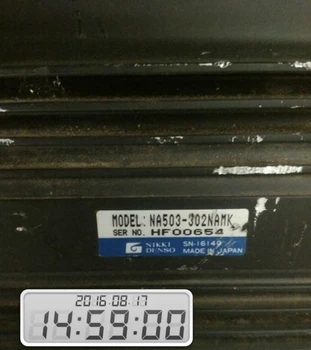 MODEL: NA503-302NAMK
SER NO. HF00654
NIKKI DENSO
SN-16149
MADE IN JAPAN
2016.08.17
14:59:00